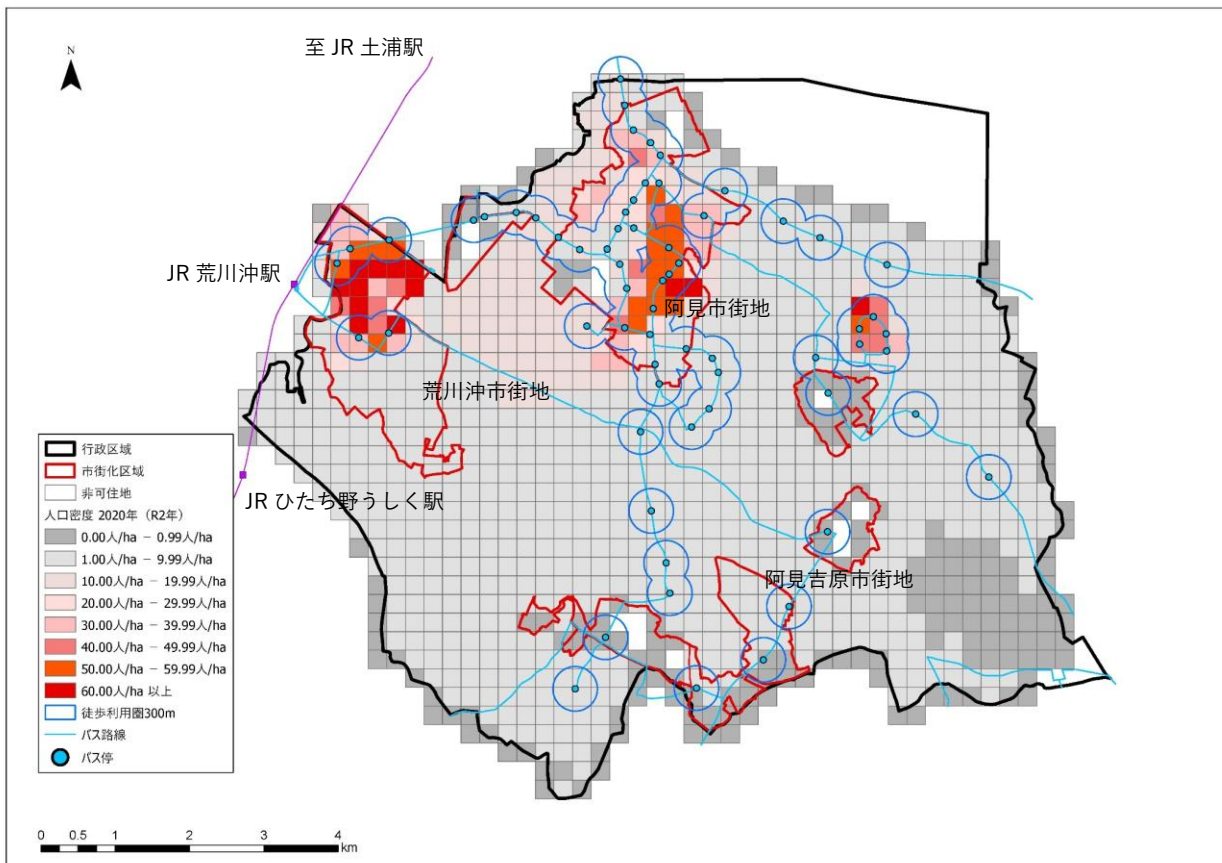 至 JR 土浦駅
N
JR 荒川沖駅
阿見市街地
荒川沖市街地
JR ひたち野うしく駅
阿見吉原市街地
行政区域
市街化区域
非可住地
人口密度 2020年（R2年）
0.00人/ha － 0.99人/ha
1.00人/ha － 9.99人/ha
10.00人/ha － 19.99人/ha
20.00人/ha － 29.99人/ha
30.00人/ha － 39.99人/ha
40.00人/ha － 49.99人/ha
50.00人/ha － 59.99人/ha
60.00人/ha 以上
徒歩利用圏300m
バス路線
バス停
0 0.5 1 2 3 4
km